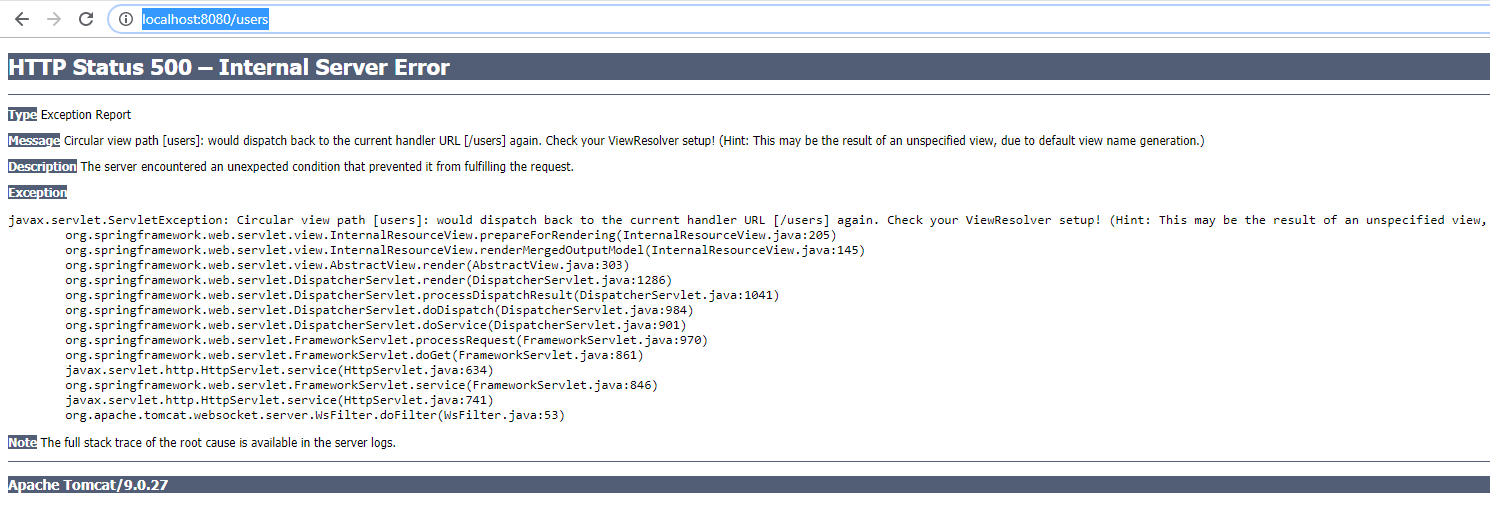 localhost:8080/users
HTTP Status 500 – Internal Server Error
Type Exception Report
Message Circular view path [users]: would dispatch back to the current handler URL [/users] again. Check your ViewResolver setup! (Hint: This may be the result of an unspecified view, due to default view name generation.)
Description The server encountered an unexpected condition that prevented it from fulfilling the request.
Exception
javax.servlet.ServletException: Circular view path [users]: would dispatch back to the current handler URL [/users] again. Check your ViewResolver setup! (Hint: This may be the result of an unspecified view,
org.springframework.web.servlet.view.InternalResourceView.prepareForRendering(InternalResourceView.java:205)
org.springframework.web.servlet.view.InternalResourceView.renderMergedOutputModel(InternalResourceView.java:145)
org.springframework.web.servlet.view.AbstractView.render(AbstractView.java:303)
org.springframework.web.servlet.DispatcherServlet.render(DispatcherServlet.java:1286)
org.springframework.web.servlet.DispatcherServlet.processDispatchResult(DispatcherServlet.java:1041)
org.springframework.web.servlet.DispatcherServlet.doDispatch(DispatcherServlet.java:984)
org.springframework.web.servlet.DispatcherServlet.doService(DispatcherServlet.java:901)
org.springframework.web.servlet.FrameworkServlet.processRequest(FrameworkServlet.java:970)
org.springframework.web.servlet.FrameworkServlet.doGet(FrameworkServlet.java:861)
javax.servlet.http.HttpServlet.service(HttpServlet.java:634)
org.springframework.web.servlet.FrameworkServlet.service(FrameworkServlet.java:846)
javax.servlet.http.HttpServlet.service(HttpServlet.java:741)
org.apache.tomcat.websocket.server.WsFilter.doFilter(WsFilter.java:53)
Note The full stack trace of the root cause is available in the server logs.
Apache Tomcat/9.0.27